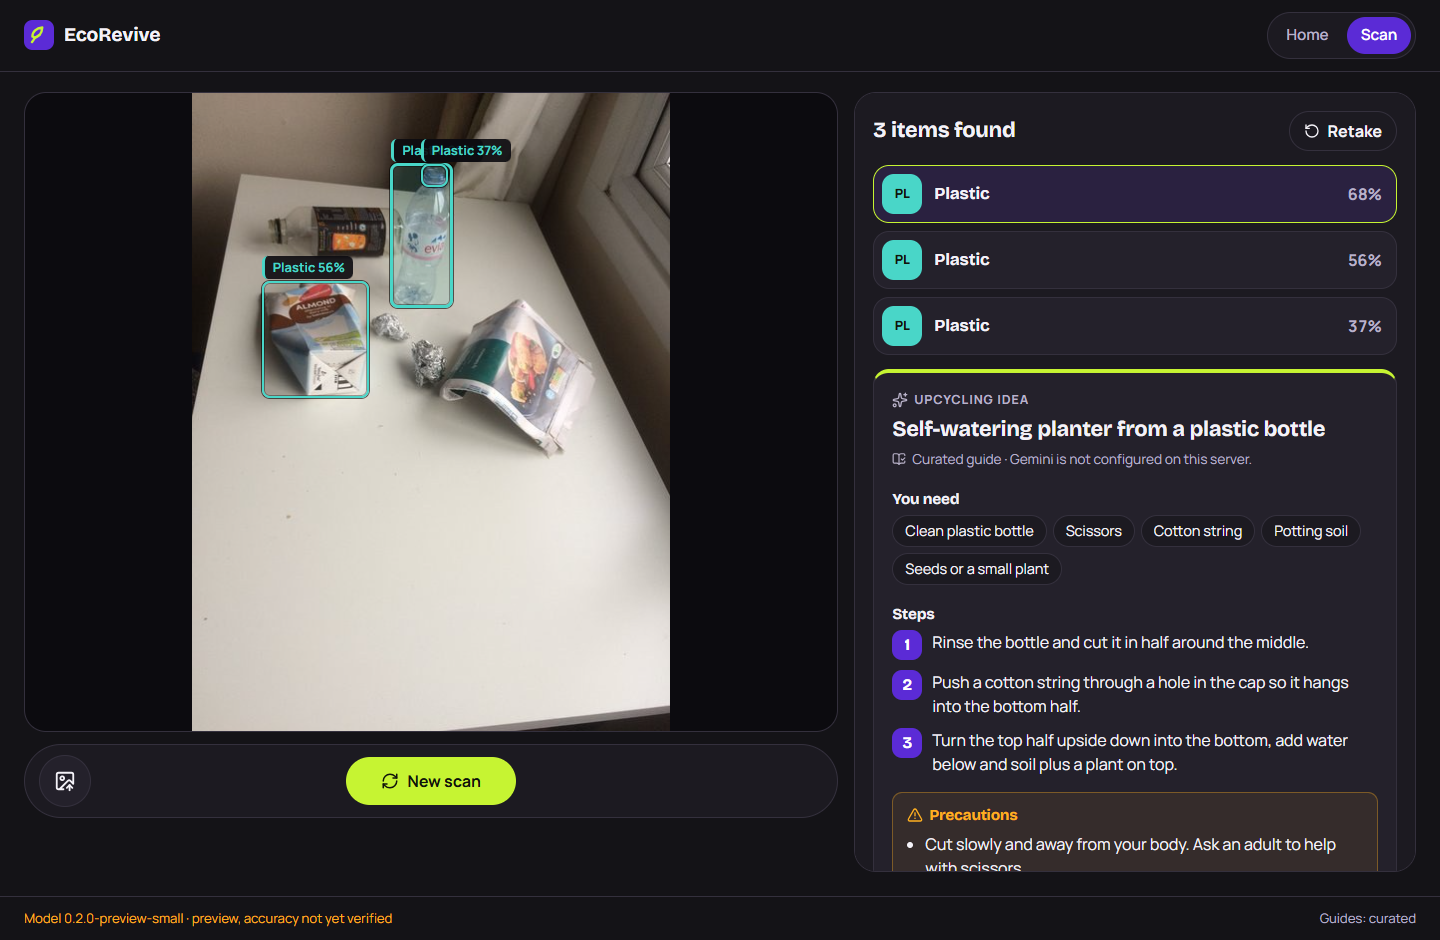 EcoRevive
Home
Scan
Pla
Plastic 37%
Plastic 56%
ALMOND
evia
3 items found
Retake
PL
Plastic
68%
PL
Plastic
56%
PL
Plastic
37%
UPCYCLING IDEA
Self-watering planter from a plastic bottle
Curated guide · Gemini is not configured on this server.
You need
Clean plastic bottle
Scissors
Cotton string
Potting soil
Seeds or a small plant
Steps
1 Rinse the bottle and cut it in half around the middle.
2 Push a cotton string through a hole in the cap so it hangs
into the bottom half.
3 Turn the top half upside down into the bottom, add water
below and soil plus a plant on top.
Precautions
• Cut slowly and away from your body. Ask an adult to help
with scissors
New scan
Model 0.2.0-preview-small · preview, accuracy not yet verified
Guides: curated